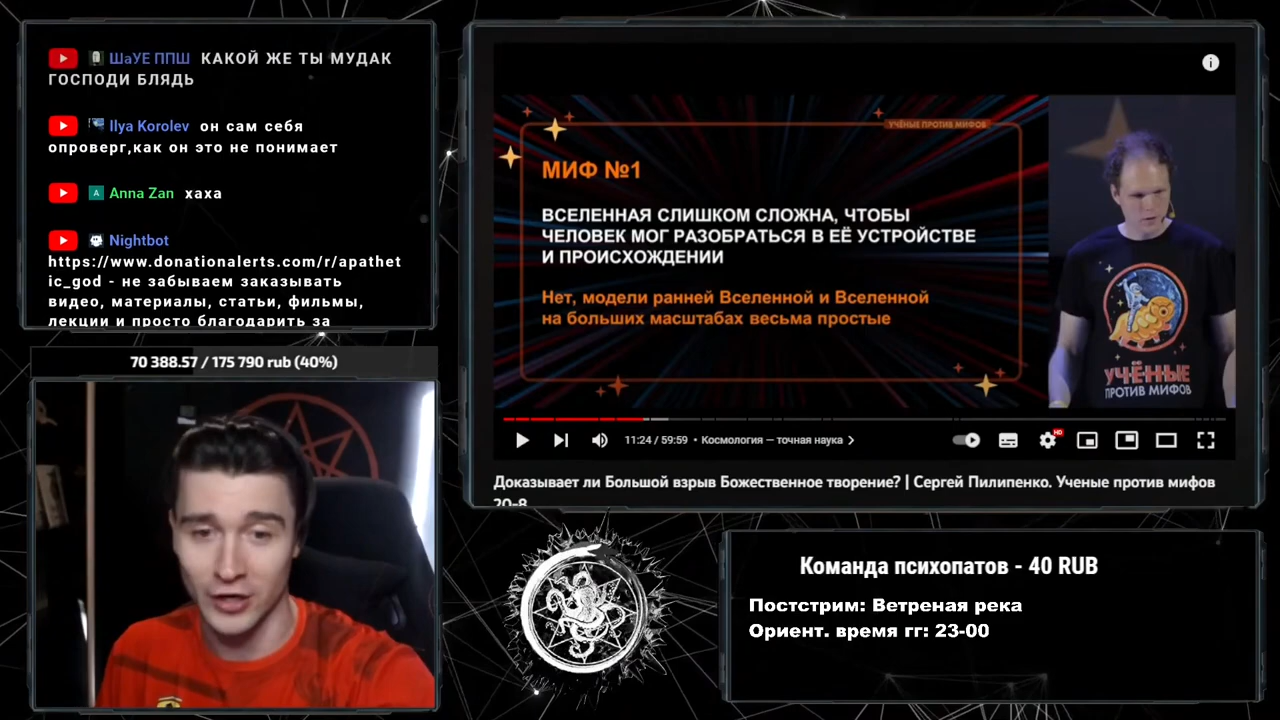 ШаУЕ ППШ КАКОЙ ЖЕ ТЫ МУДАК
ГОСПОДИ БЛЯДЬ
Ilya Korolev он сам себя
опроверг,как он это не понимает
A Anna Zan хаха
Nightbot
https://www.donationalerts.com/r/apathet
ic_god - не забываем заказывать
видео, материалы, статьи, фильмы,
лекции и просто благодарить за
70 388.57 / 175 790 rub (40%)
УЧЁНЫЕ ПРОТИВ МИФОВ
МИФ №1
ВСЕЛЕННАЯ СЛИШКОМ СЛОЖНА, ЧТОБЫ
ЧЕЛОВЕК МОГ РАЗОБРАТЬСЯ В ЕЁ УСТРОЙСТВЕ
И ПРОИСХОЖДЕНИИ
Нет, модели ранней Вселенной и Вселенной
на больших масштабах весьма простые
УЧЁННЫЕ
ПРОТИВ МИФОВ
11:24 / 59:59 • Космология — точная наука
HD
Доказывает ли Большой взрыв Божественное творение? | Сергей Пилипенко. Ученые против мифов
20-8
Команда психопатов - 40 RUB
Постстрим: Ветреная река
Ориент. время гг: 23-00